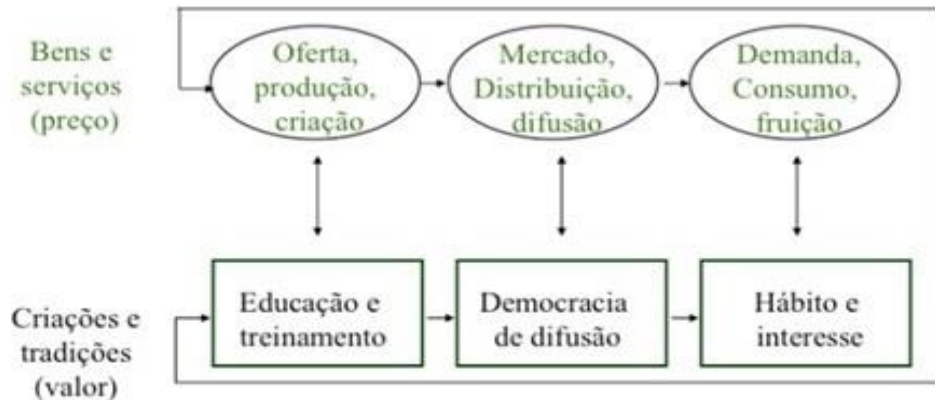 Bens e
serviços
(preço)
Oferta,
produção,
criação
Mercado,
Distribuição,
difusão
Demanda,
Consumo,
fruição
Criações e
tradições
(valor)
Educação e
treinamento
Democracia
de difusão
Hábito e
interesse